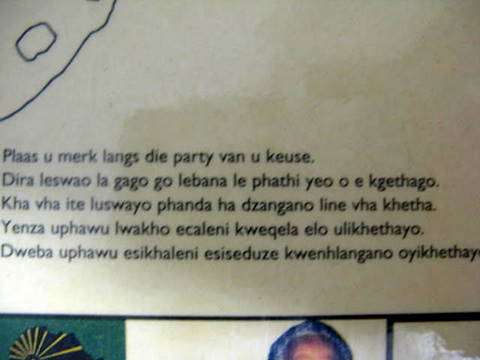 Plaas u merk langs die party van u keuse.
Dira leswao la gago go lebana le phathi yeo o e kgethago.
Kha vha ite luswayo phanda ha dzangano line vha khetha.
Yenza uphawu lwakho ecaleni kweqela elo ulikhethayo.
Dweba uphawu esikhaleni esiseduze kwenhlangano